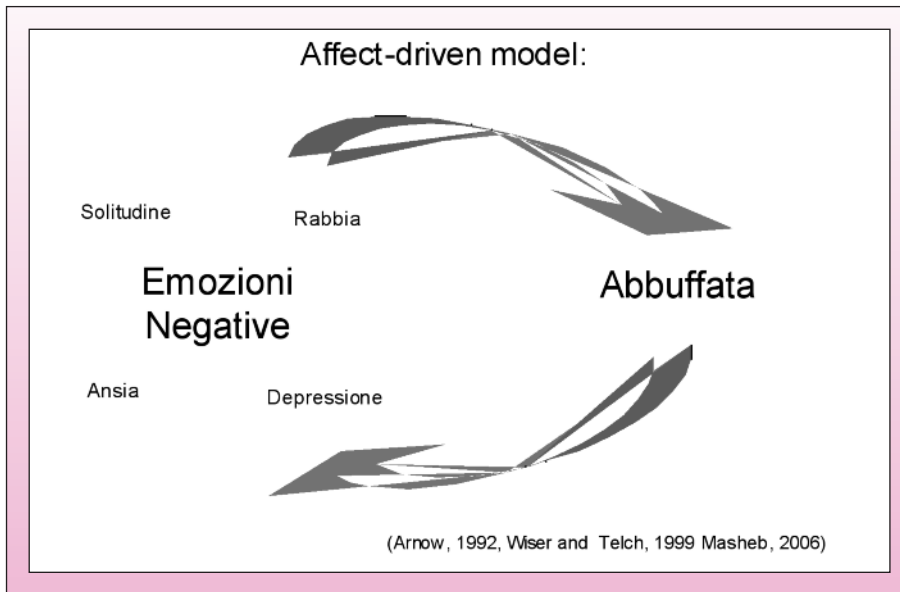 Affect-driven model:
Solitudine
Rabbia
Emozioni
Negative
Abbuffata
Ansia
Depressione
(Arnow, 1992, Wiser and Telch, 1999 Masheb, 2006)